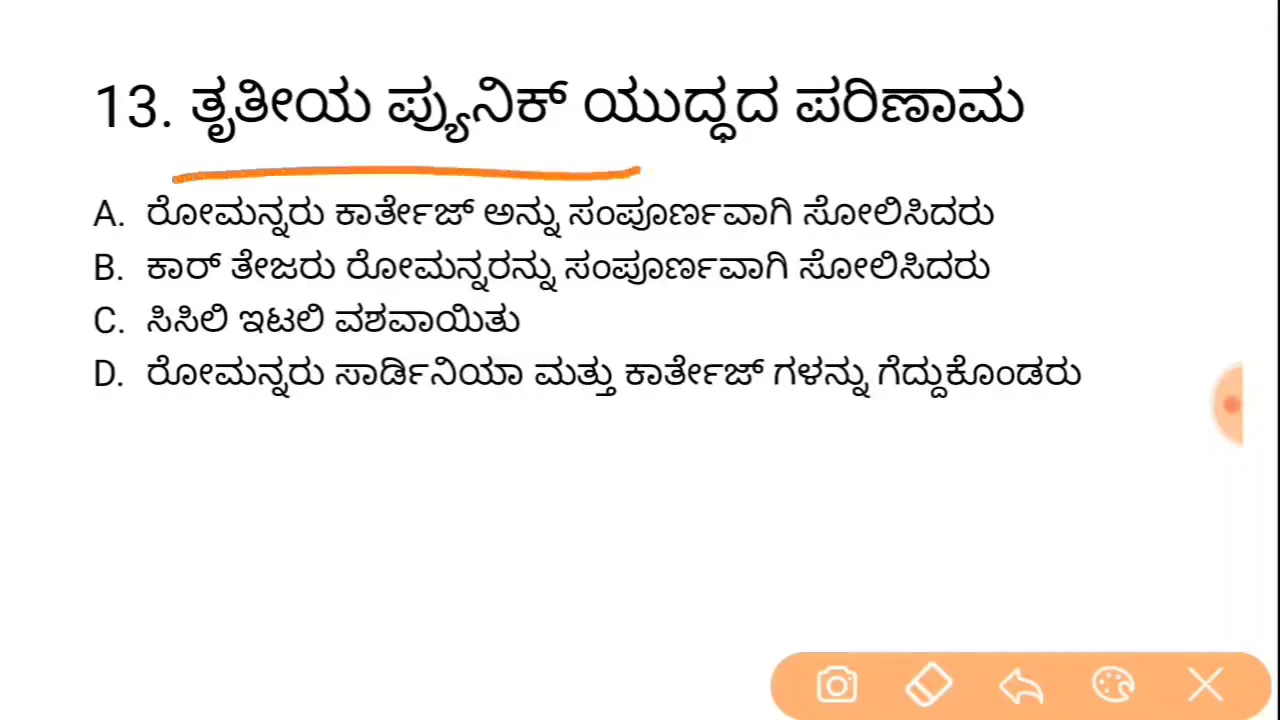 13. ತೃತೀಯ ಪ್ಯುನಿಕ್ ಯುದ್ಧದ ಪರಿಣಾಮ
A. ರೋಮನ್ನರು ಕಾರ್ತೇಜ್ ಅನ್ನು ಸಂಪೂರ್ಣವಾಗಿ ಸೋಲಿಸಿದರು
B. ಕಾರ್ ತೇಜರು ರೋಮನ್ನರನ್ನು ಸಂಪೂರ್ಣವಾಗಿ ಸೋಲಿಸಿದರು
C. ಸಿಸಿಲಿ ಇಟಲಿ ವಶವಾಯಿತು
D. ರೋಮನ್ನರು ಸಾರ್ಡಿನಿಯಾ ಮತ್ತು ಕಾರ್ತೇಜ್ ಗಳನ್ನು ಗೆದ್ದುಕೊಂಡರು